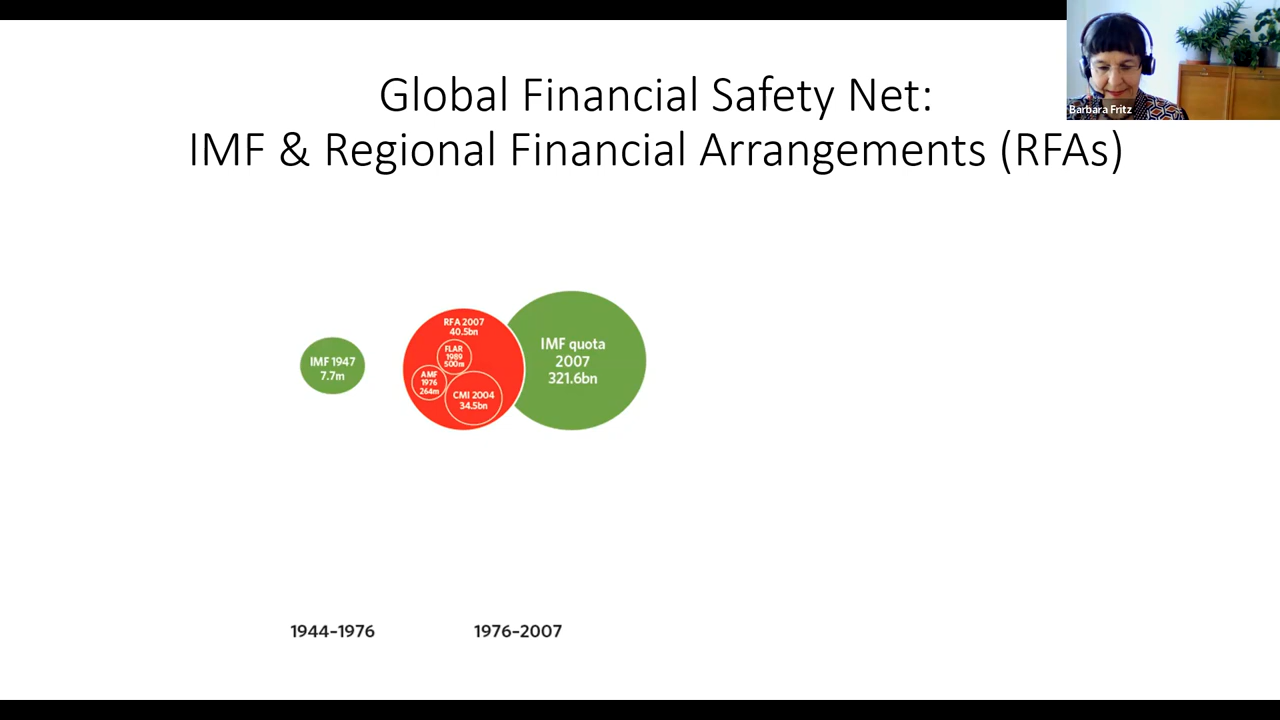 Global Financial Safety Net:
IMF & Regional Financial Arrangements (RFAs)
Barbara Fritz
IMF 1947
7.7m
RFA 2007
40.5bn
FLAR
1989
500m
AMF
1976
264m
CMI 2004
34.5bn
IMF quota
2007
321.6bn
1944-1976
1976-2007